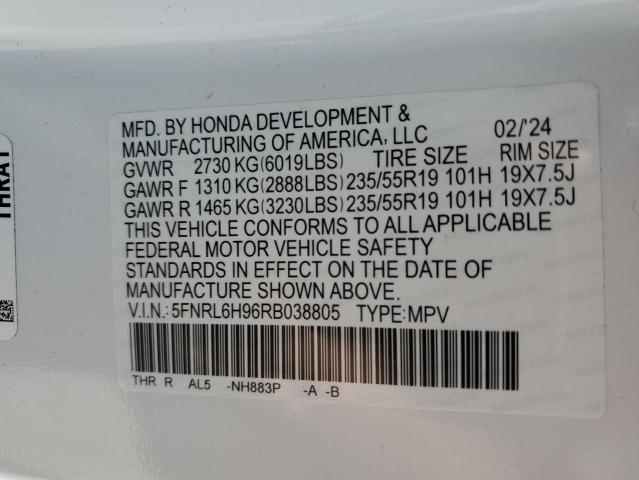 MFD. BY HONDA DEVELOPMENT &
MANUFACTURING OF AMERICA, LLC 02/'24
GVWR 2730 KG(6019LBS) TIRE SIZE RIM SIZE
GAWR F 1310 KG(2888LBS) 235/55R19 101H 19X7.5J
GAWR R 1465 KG(3230LBS) 235/55R19 101H 19X7.5J
THIS VEHICLE CONFORMS TO ALL APPLICABLE
FEDERAL MOTOR VEHICLE SAFETY
STANDARDS IN EFFECT ON THE DATE OF
MANUFACTURE SHOWN ABOVE.
V.I.N.: 5FNRL6H96RB038805 TYPE: MPV
THR R AL5 -NH883P -A -B
THRA1